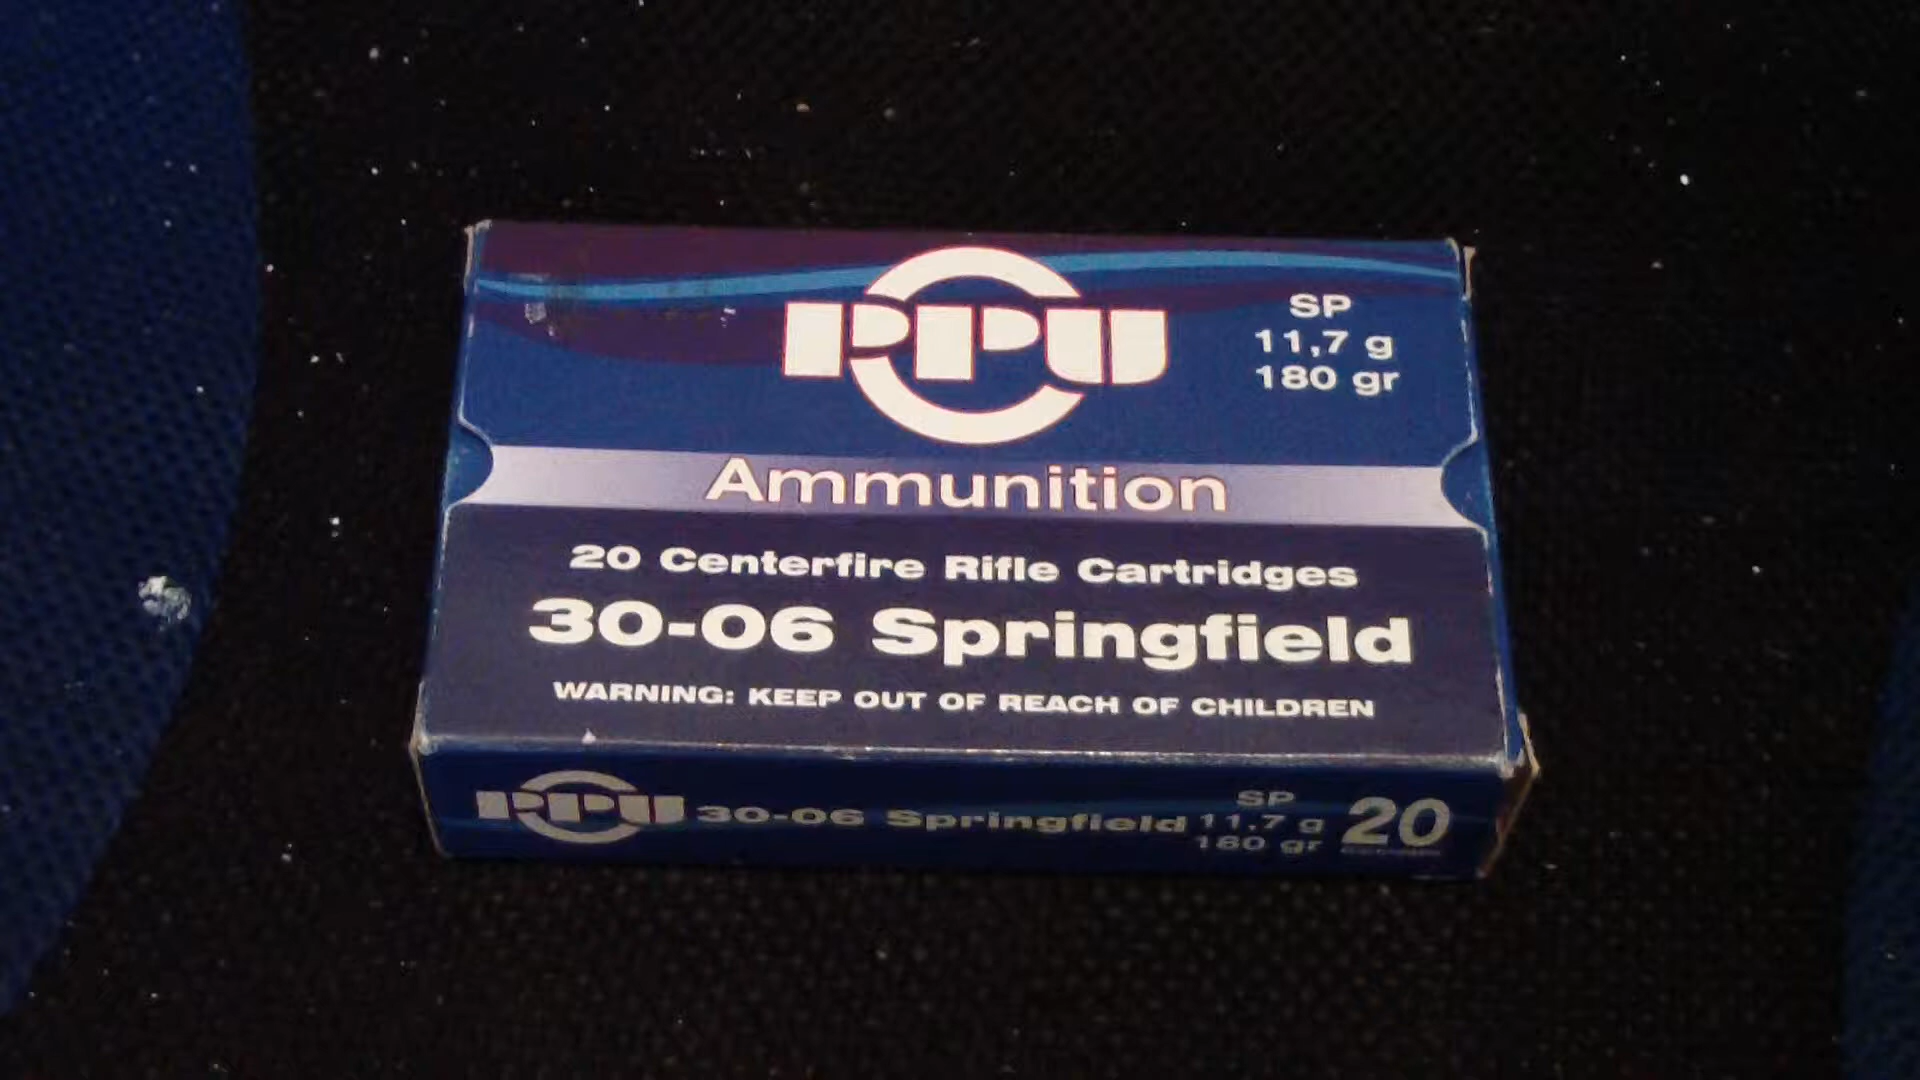 PPU
SP
11,7 g
180 gr
Ammunition
20 Centerfire Rifle Cartridges
30-06 Springfield
WARNING: KEEP OUT OF REACH OF CHILDREN
PPU 30-06 Springfield
SP
11,7 g
180 gr
20